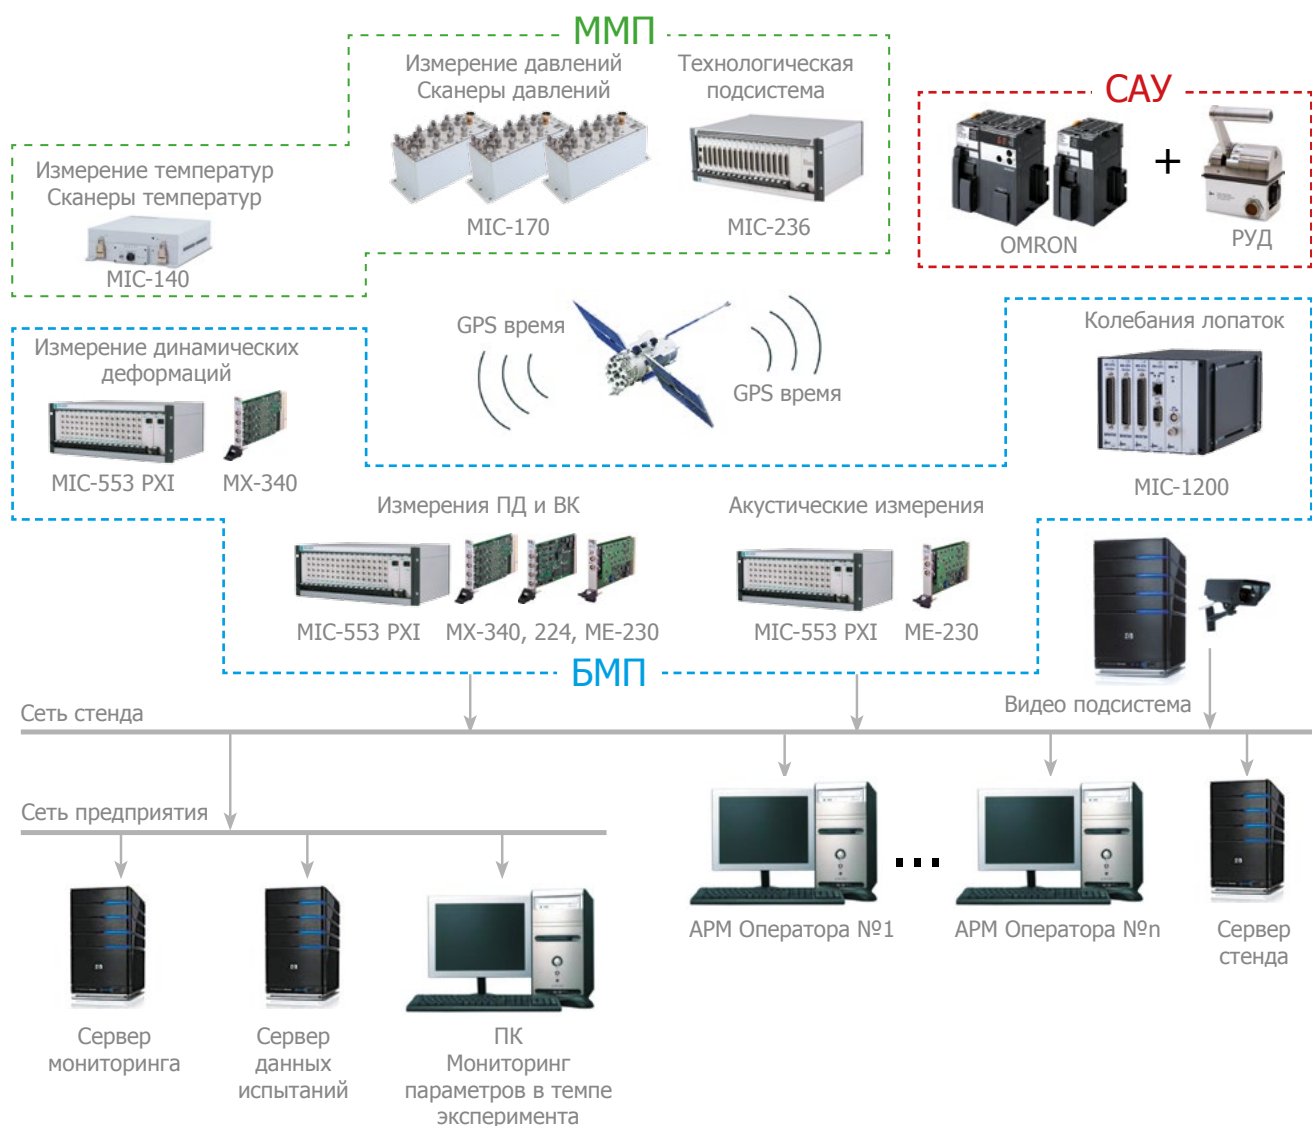 ММП
Измерение давлений
Сканеры давлений
MIC-170
Технологическая
подсистема
MIC-236
Измерение температур
Сканеры температур
MIC-140
САУ
+
OMRON
РУД
GPS время
GPS время
Измерение динамических
деформаций
MIC-553 PXI
MX-340
Колебания лопаток
MIC-1200
Измерения ПД и ВК
MIC-553 PXI
MX-340, 224, ME-230
Акустические измерения
MIC-553 PXI
ME-230
БМП
Видео подсистема
Сеть стенда
Сеть предприятия
АРМ Оператора №1
...
АРМ Оператора №n
Сервер
стенда
Сервер
мониторинга
Сервер
данных
испытаний
ПК
Мониторинг
параметров в темпе
эксперимента